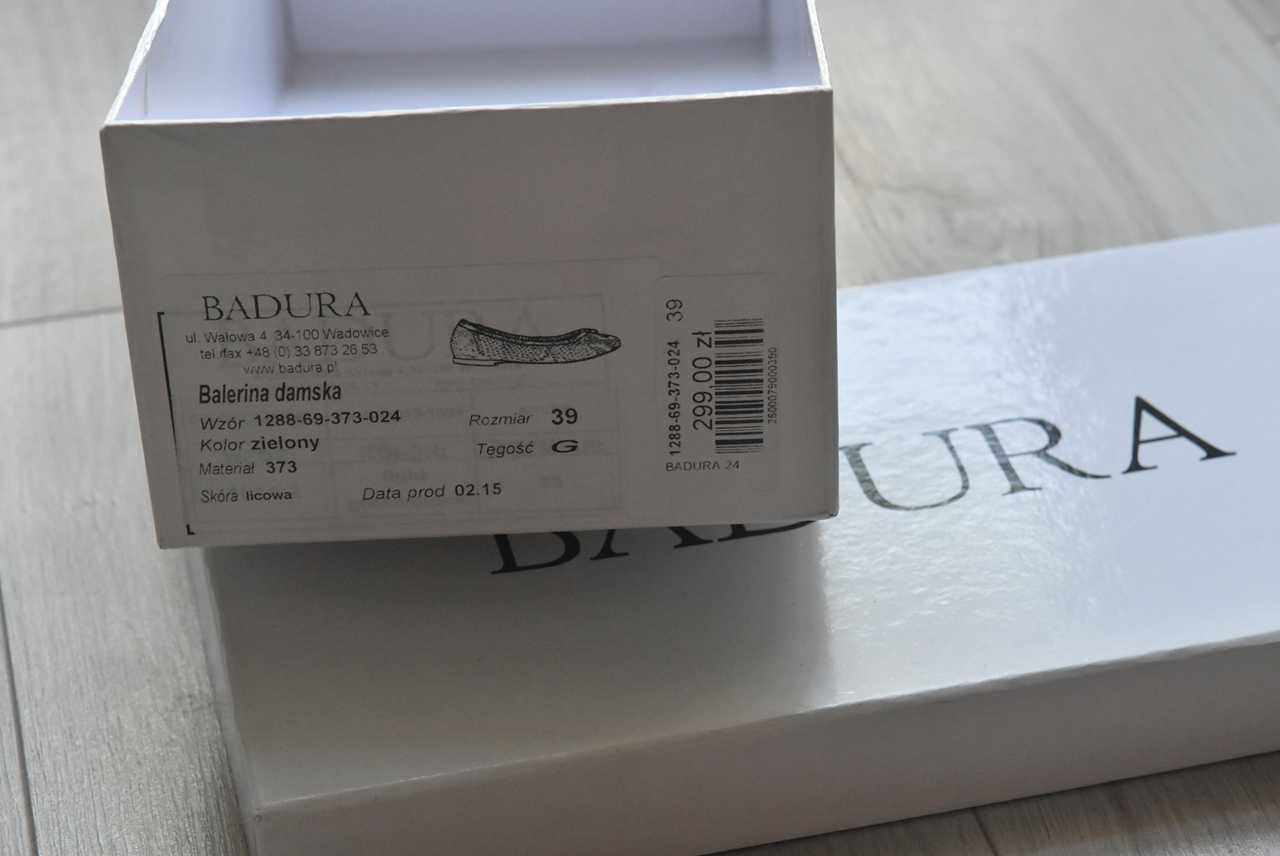 BADURA
ul. Wałowa 4 34-100 Wadowice
tel./fax +48 (0) 33 873 26 53
www.badura.pl
Balerina damska
Wzór 1288-69-373-024 Rozmiar 39
Kolor zielony Tęgość G
Materiał 373
Skóra licowa Data prod 02.15
1288-69-373-024 39
299,00 zł
BADURA 24
BADURA